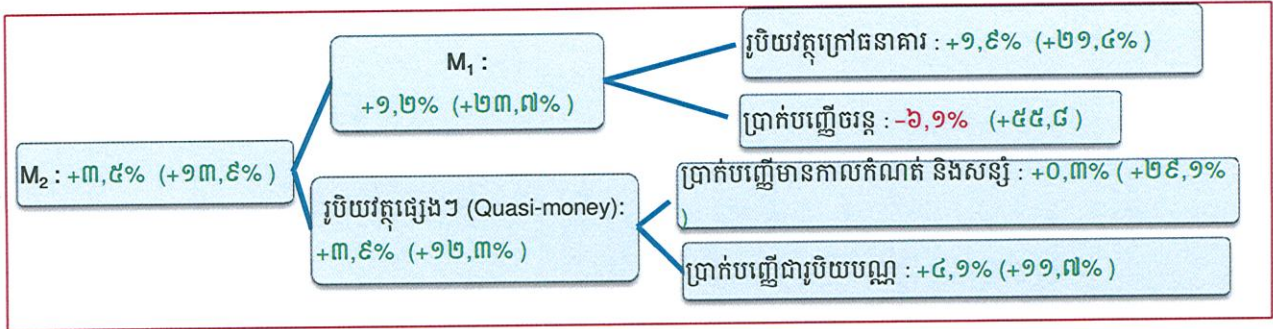 រូបិយវត្ថុក្រៅធនាគារ : +១,៩% (+២១,៤%)
M₁ :
+១,២% (+២៣,៧%)
ប្រាក់បញ្ញើចរន្ត : -៦,១% (+៥៥,៨)
M₂ : +៣,៥% (+១៣,៩%)
ប្រាក់បញ្ញើមានកាលកំណត់ និងសន្សំ : +០,៣% ( +២៩,១%
)
រូបិយវត្ថុផ្សេងៗ (Quasi-money):
+៣,៩% (+១២,៣%)
ប្រាក់បញ្ញើជារូបិយបណ្ណ : +៤,១% (+១១,៧%)